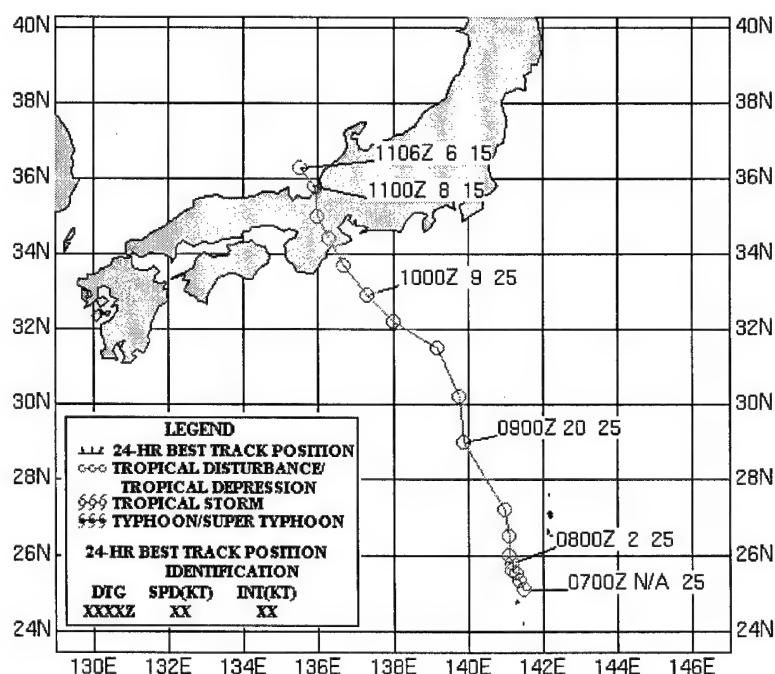 40N 40N
38N 38N
36N 1106Z 6 15 36N
1100Z 8 15
34N 34N
1000Z 9 25
32N 32N
30N 30N
0900Z 20 25
28N 28N
26N 0800Z 2 25 26N
0700Z N/A 25
24N 24N
LEGEND
24-HR BEST TRACK POSITION
TROPICAL DISTURBANCE/
TROPICAL DEPRESSION
TROPICAL STORM
TYPHOON/SUPER TYPHOON
24-HR BEST TRACK POSITION
IDENTIFICATION
DTG SPD(KT) INT(KT)
XXXXZ XX XX
130E 132E 134E 136E 138E 140E 142E 144E 146E